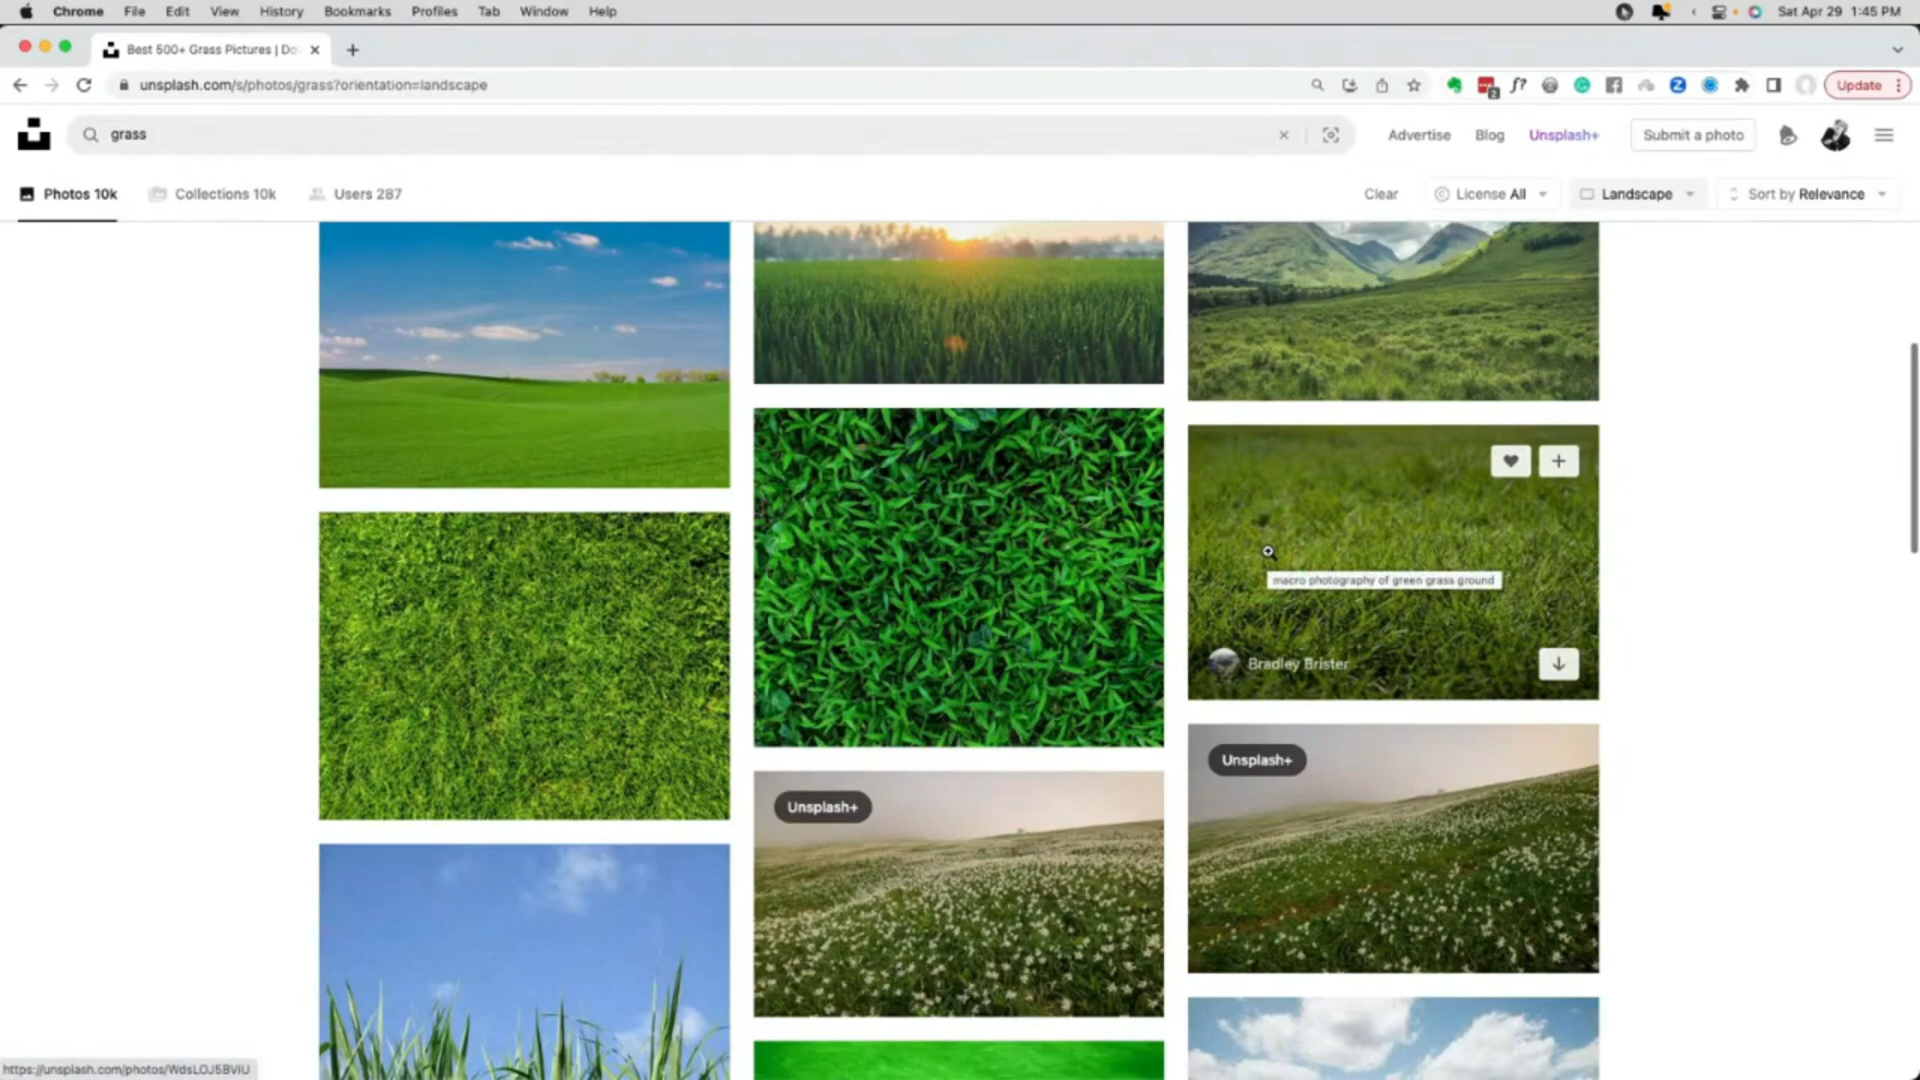 Chrome File Edit View History Bookmarks Profiles Tab Window Help Sat Apr 29 1:45 PM
Best 500+ Grass Pictures | Do
unsplash.com/s/photos/grass?orientation=landscape Update
grass Advertise Blog Unsplash+ Submit a photo
Photos 10k Collections 10k Users 287 Clear License All Landscape Sort by Relevance
macro photography of green grass ground
Bradley Brister
Unsplash+
Unsplash+
https://unsplash.com/photos/WdsLOJ5BViU